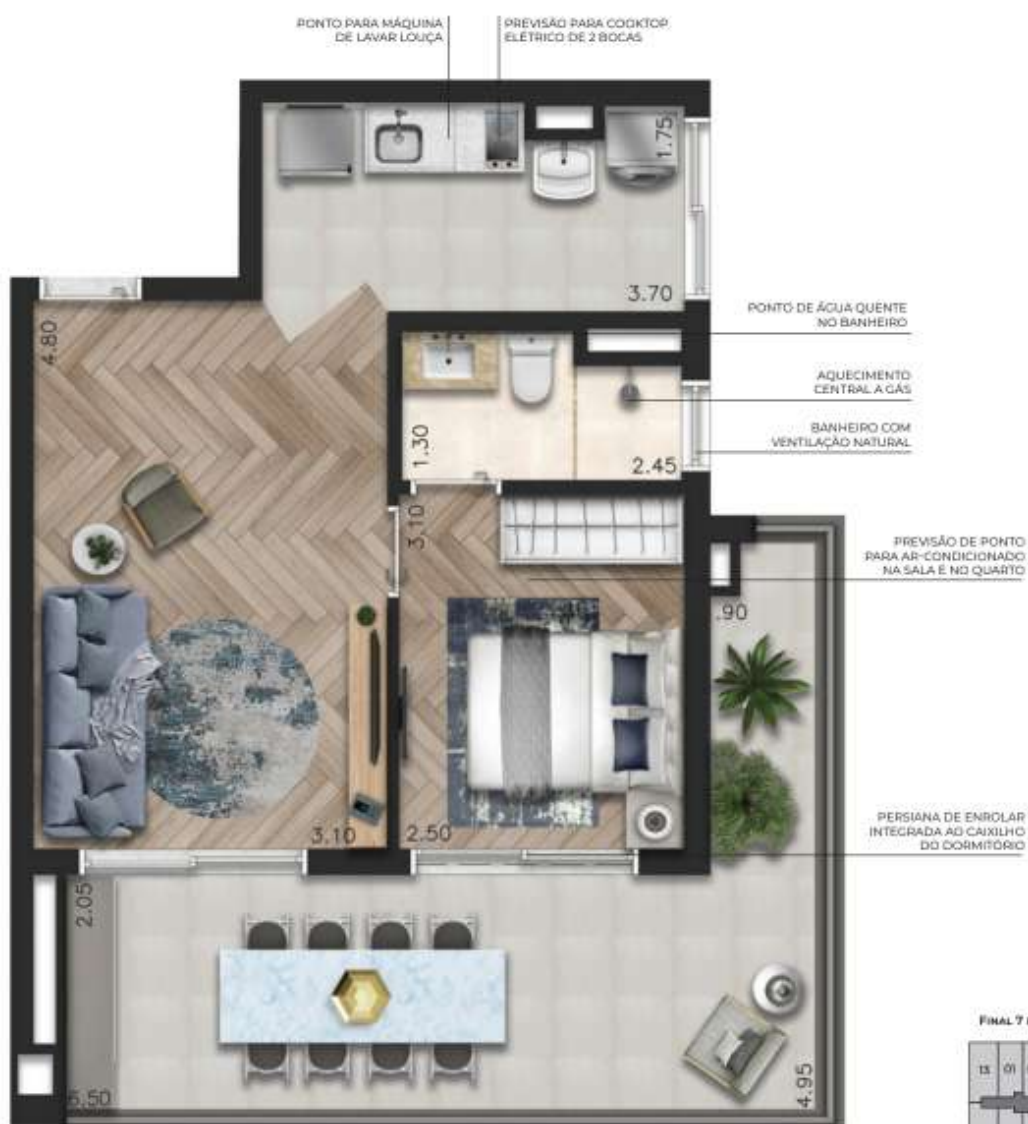 PONTO PARA MÁQUINA
DE LAVAR LOUÇA
PREVISÃO PARA COOKTOP
ELÉTRICO DE 2 BOCAS
1.75
3.70
4.80
PONTO DE ÁGUA QUENTE
NO BANHEIRO
AQUECIMENTO
CENTRAL A GÁS
BANHEIRO COM
VENTILAÇÃO NATURAL
1.30
2.45
3.10
PREVISÃO DE PONTO
PARA AR-CONDICIONADO
NA SALA E NO QUARTO
.90
PERSIANA DE ENROLAR
INTEGRADA AO CAIXILHO
DO DORMITÓRIO
3.10
2.50
2.05
5.50
4.95
FINAL 7
13 01